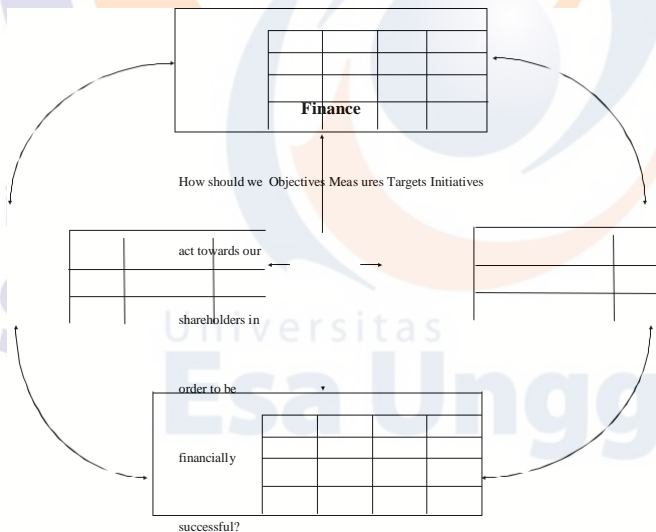 Finance
How should we Objectives Meas ures Targets Initiatives
act towards our
shareholders in
Universitas
order to be
Esa Ungg
financially
successful?